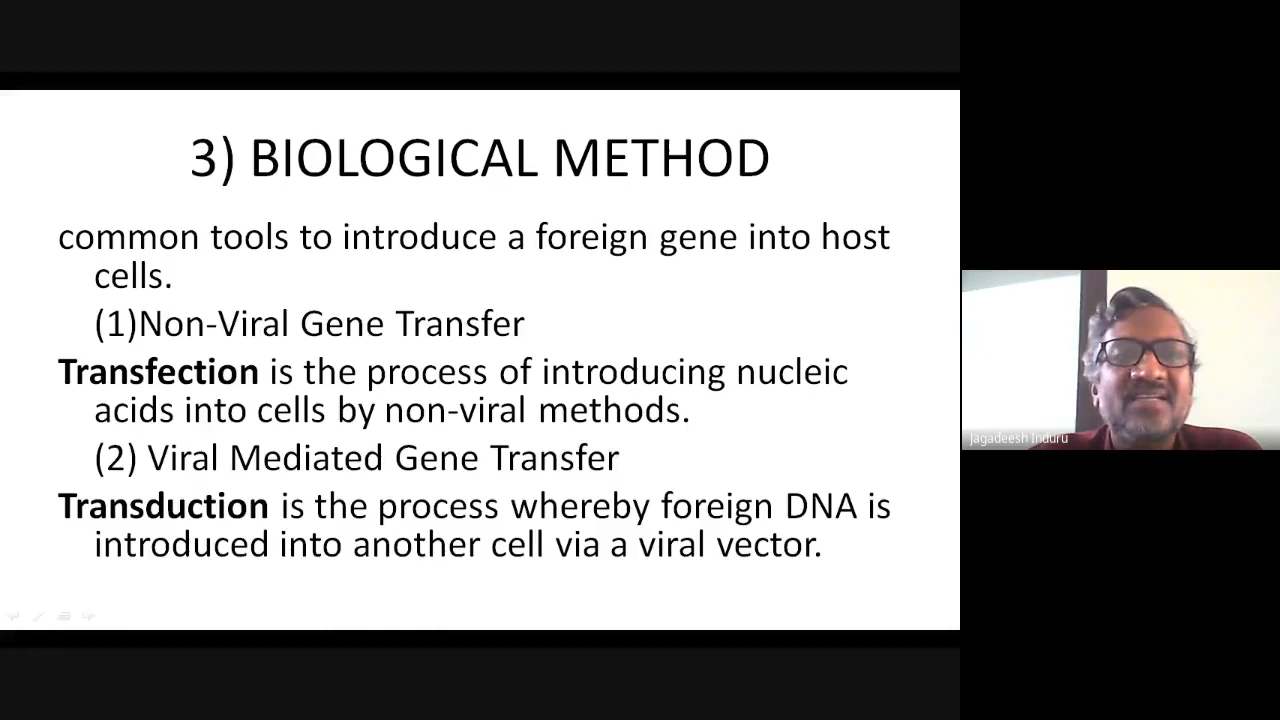 3) BIOLOGICAL METHOD
common tools to introduce a foreign gene into host
cells.
(1)Non-Viral Gene Transfer
Transfection is the process of introducing nucleic
acids into cells by non-viral methods.
(2) Viral Mediated Gene Transfer
Transduction is the process whereby foreign DNA is
introduced into another cell via a viral vector.
Jagadeesh Induru